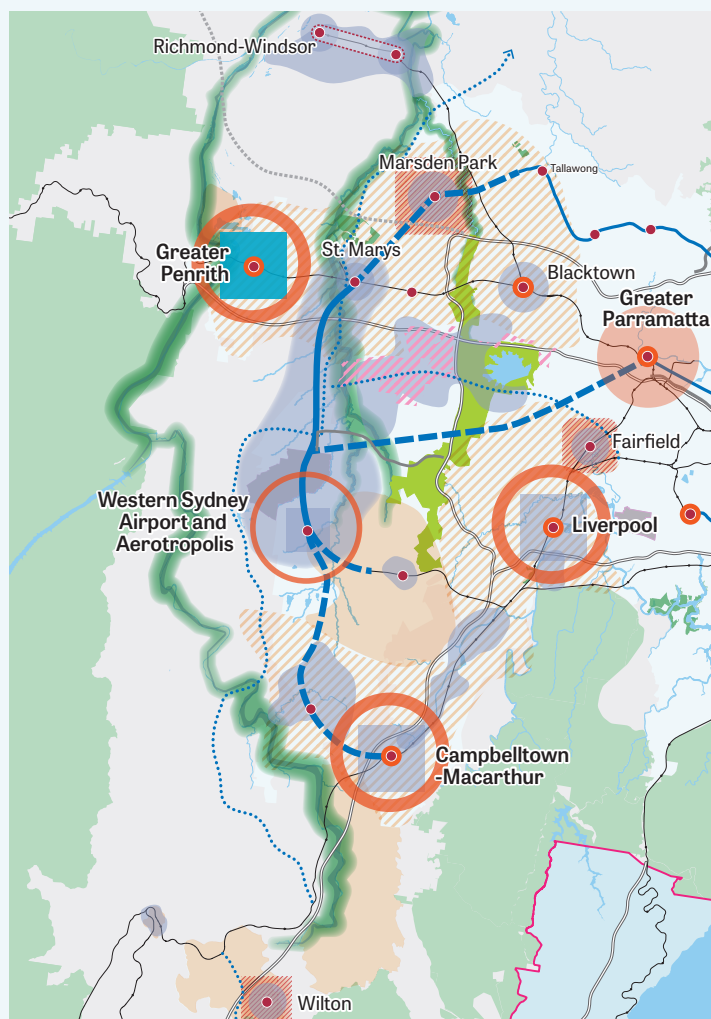 Richmond-Windsor
Marsden Park
Tallawong
Greater
Penrith
St. Marys
Blacktown
Greater
Parramatta
Fairfield
Western Sydney
Airport and
Aerotropolis
Liverpool
Campbelltown
-Macarthur
Wilton